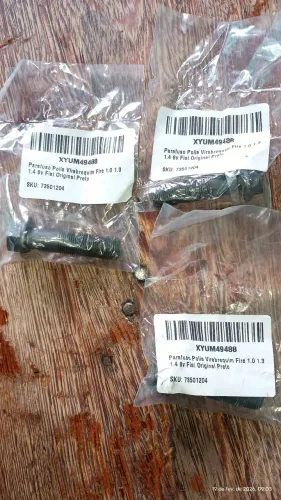 XYUM49488
Parafuso Polia Virabrequim Fire 1.0 1.3
1.4 8v Fiat Original Preto
SKU: 73501204
XYUM49488
Parafuso Polia Virabrequim Fire 1.0 1.3
1.4 8v Fiat Original Preto
SKU: 73501204
XYUM49488
Parafuso Polia Virabrequim Fire 1.0 1.3
1.4 8v Fiat Original Preto
SKU: 73501204